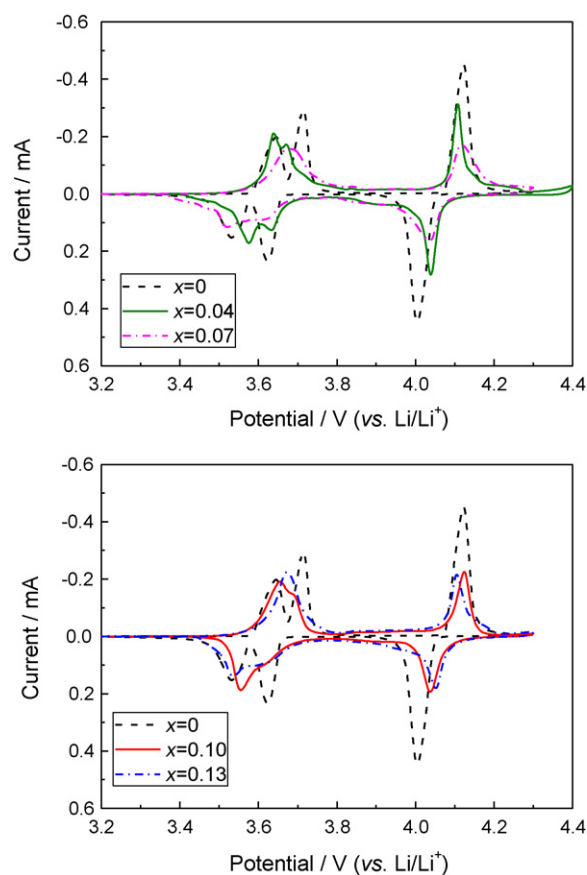 -0.6
-0.4
-0.2
0.0
0.2
0.4
0.6
Current / mA
x=0
x=0.04
x=0.07
3.2 3.4 3.6 3.8 4.0 4.2 4.4
Potential / V (vs. Li/Li⁺)
-0.6
-0.4
-0.2
0.0
0.2
0.4
0.6
Current / mA
x=0
x=0.10
x=0.13
3.2 3.4 3.6 3.8 4.0 4.2 4.4
Potential / V (vs. Li/Li⁺)